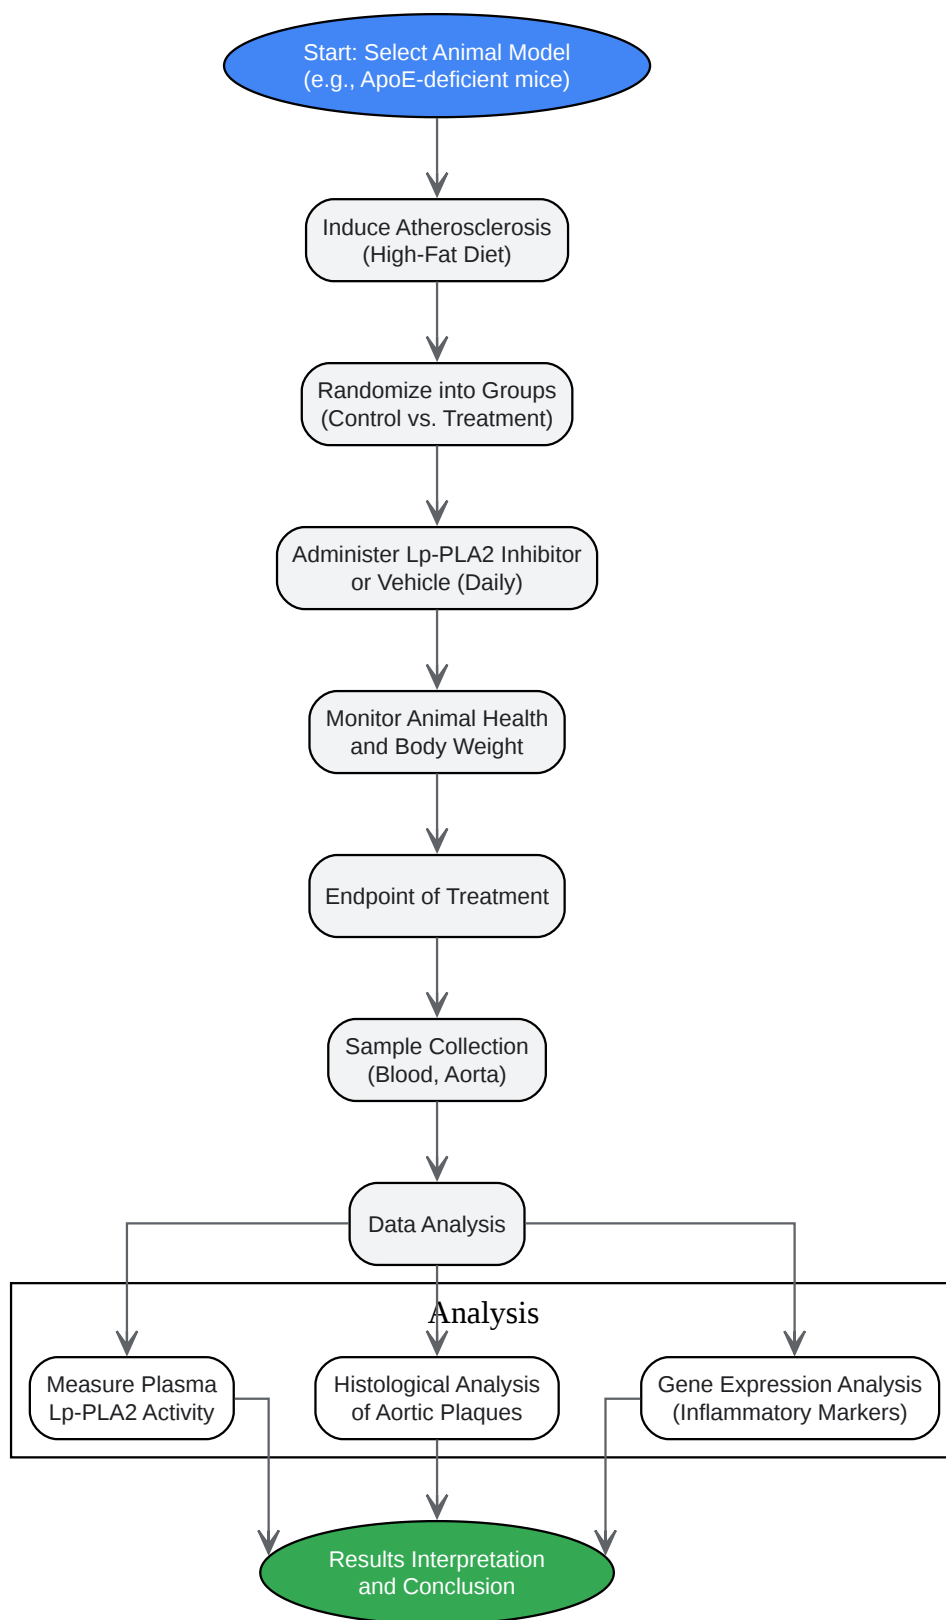 Start: Select Animal Model
(e.g., ApoE-deficient mice)
Induce Atherosclerosis
(High-Fat Diet)
Randomize into Groups
(Control vs. Treatment)
Administer Lp-PLA2 Inhibitor
or Vehicle (Daily)
Monitor Animal Health
and Body Weight
Endpoint of Treatment
Sample Collection
(Blood, Aorta)
Data Analysis
Analysis
Measure Plasma
Lp-PLA2 Activity
Histological Analysis
of Aortic Plaques
Gene Expression Analysis
(Inflammatory Markers)
Results Interpretation
and Conclusion